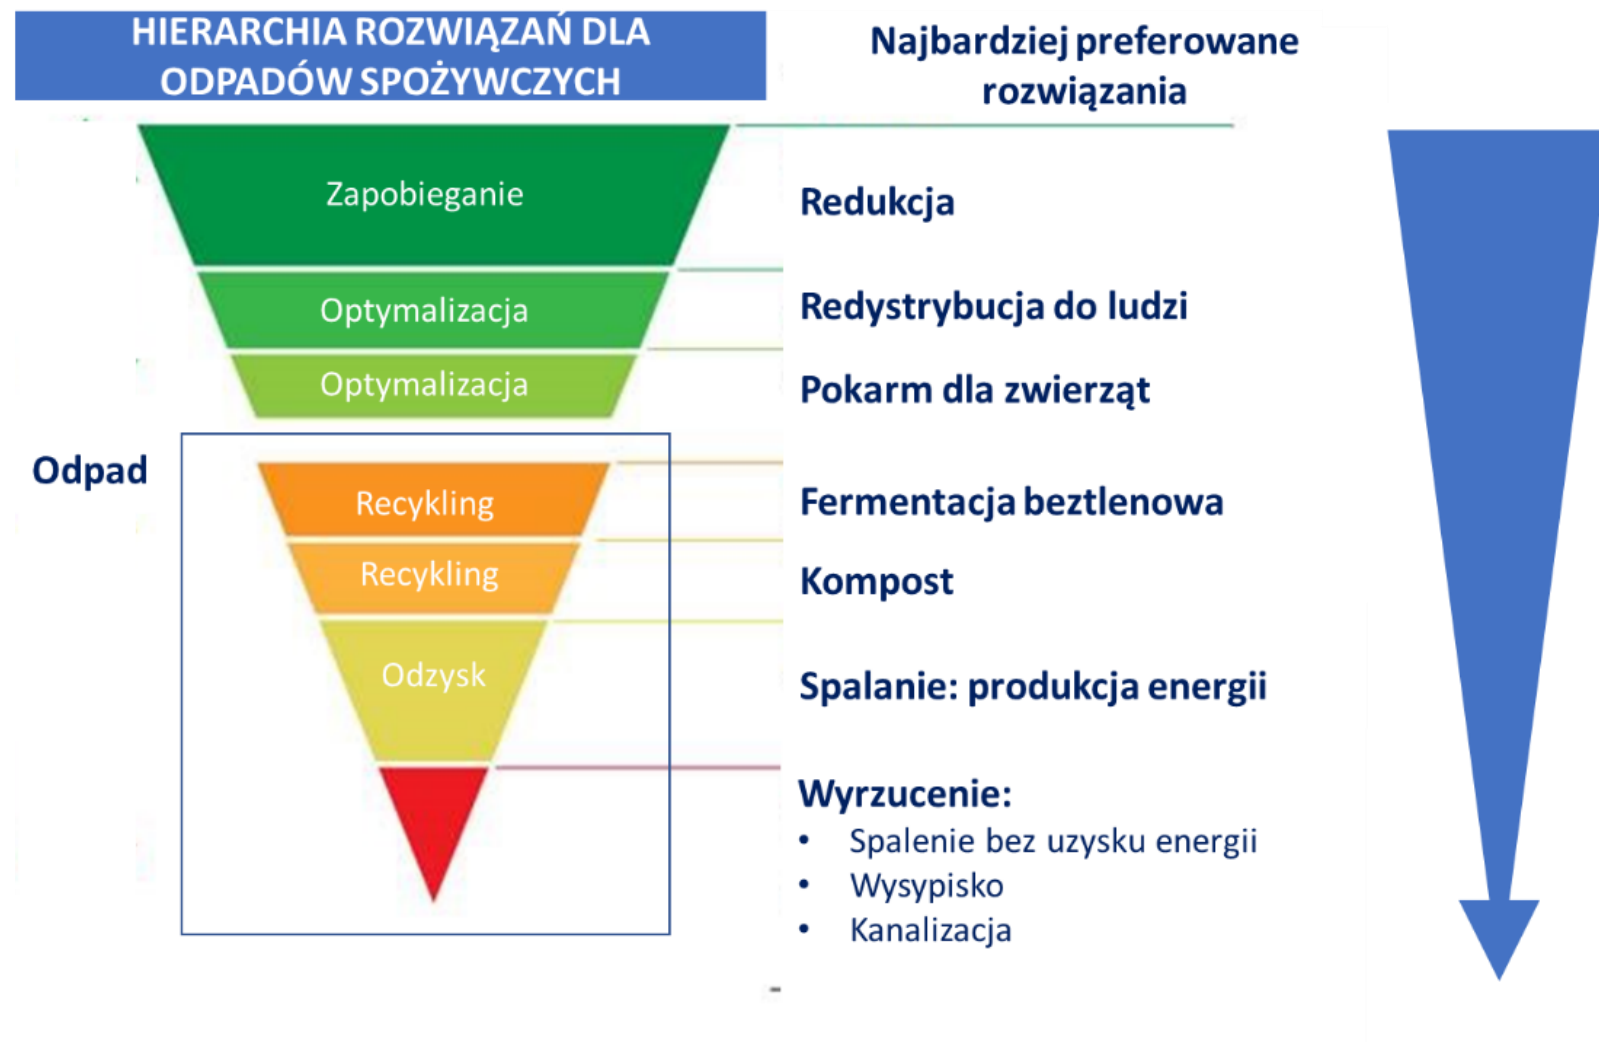 HIERARCHIA ROZWIĄZAŃ DLA
ODPADÓW SPOŻYWCZYCH
Najbardziej preferowane
rozwiązania
Zapobieganie
Redukcja
Optymalizacja
Redystrybucja do ludzi
Optymalizacja
Pokarm dla zwierząt
Odpad
Recykling
Fermentacja beztlenowa
Recykling
Kompost
Odzysk
Spalanie: produkcja energii
Wyrzucenie:
• Spalenie bez uzysku energii
• Wysypisko
• Kanalizacja